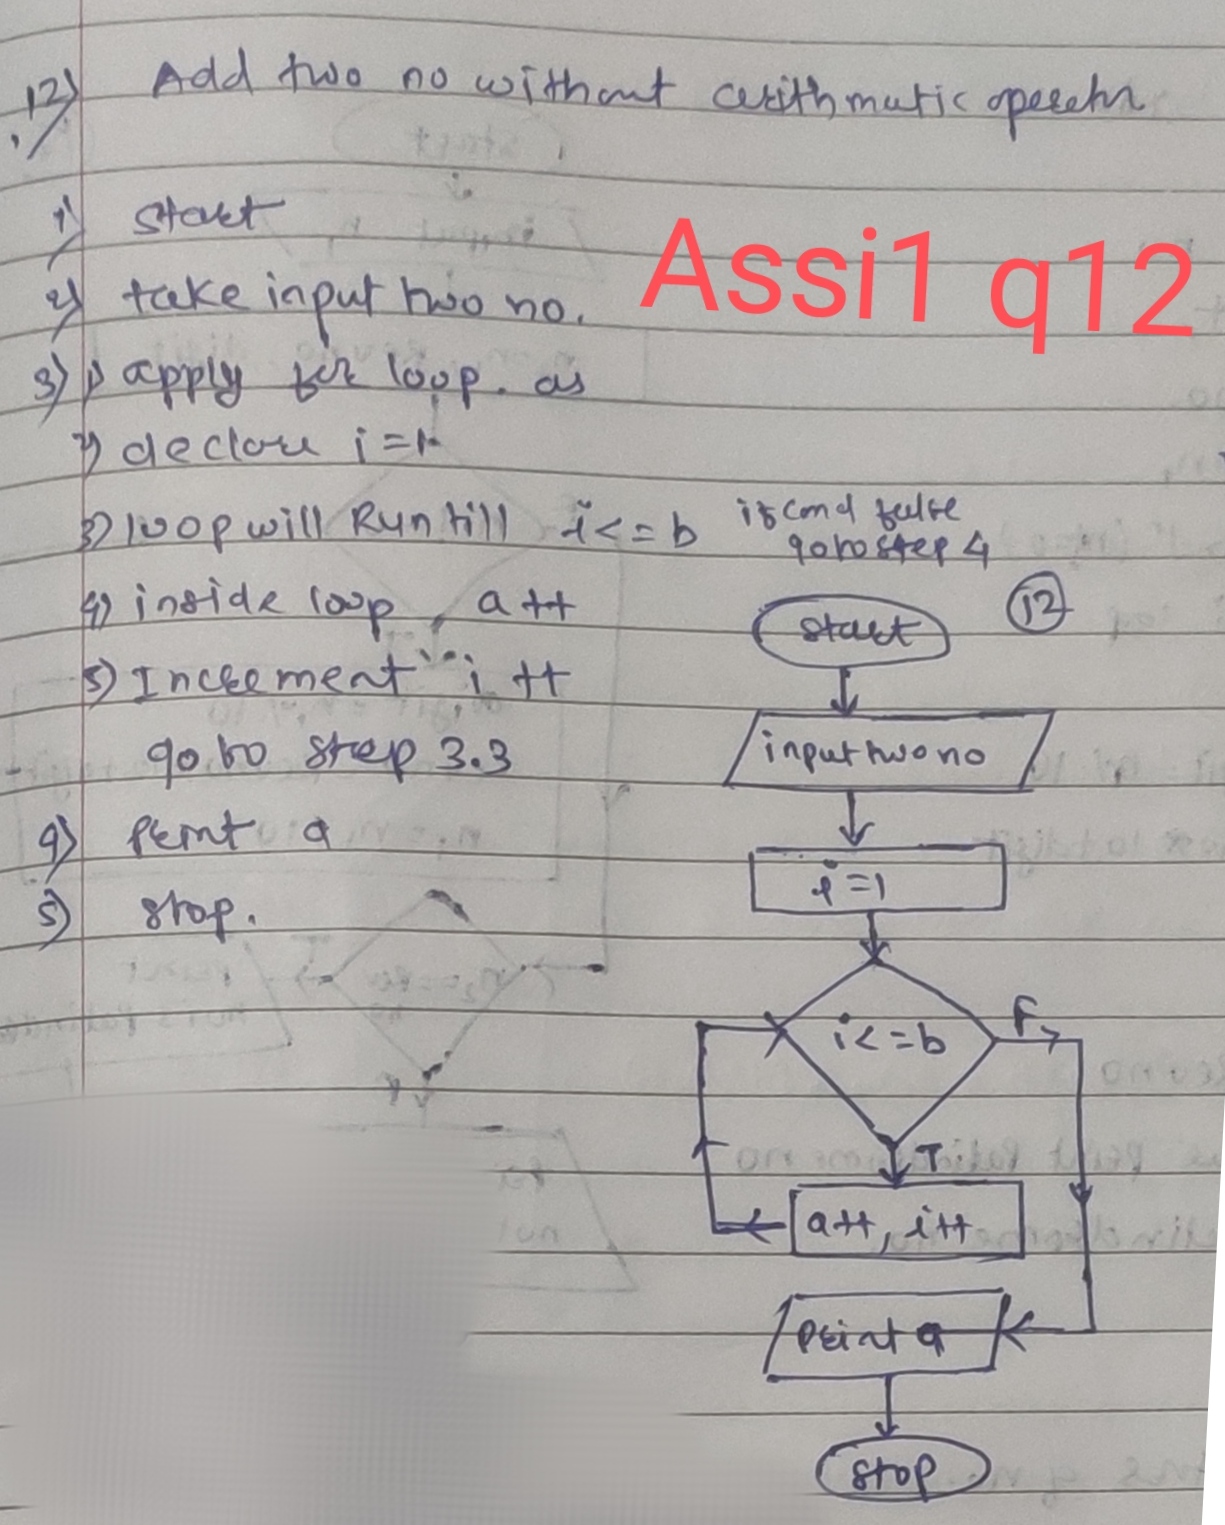 12)
Add two no without arithmatic operatr
1) Start
Assi1 q12
2) take input two no.
3) 1) apply for loop. as
2) declare i=1
3) loop will Run till i<=b if cond false
goto step 4
4) inside loop, a++
5) Increment i++
goto step 3.3
4) Print a
5) stop.
12
start
input two no
i=1
i<=b
F
T
a++, i++
Print a
stop